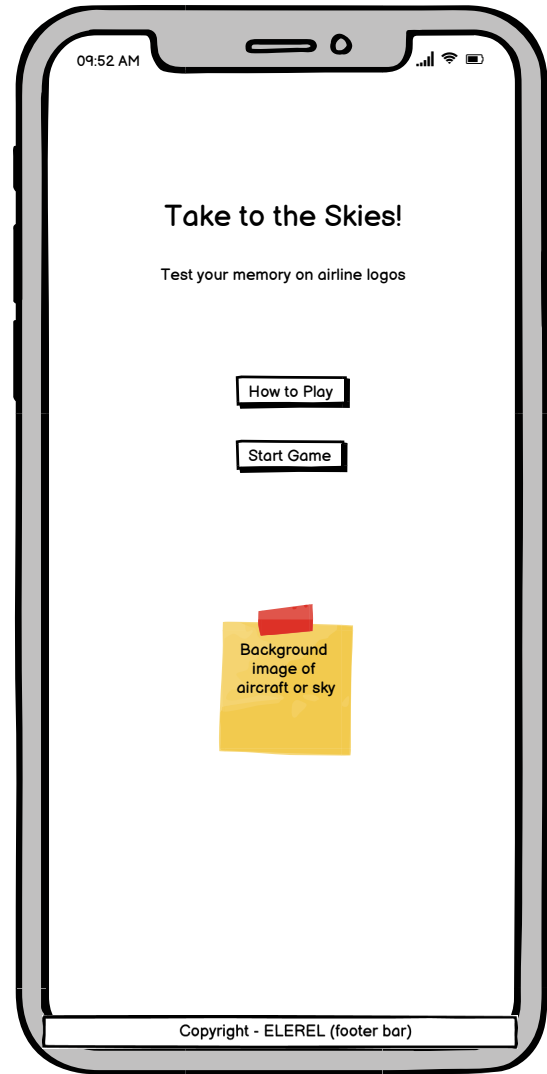 09:52 AM
Take to the Skies!
Test your memory on airline logos
How to Play
Start Game
Background
image of
aircraft or sky
Copyright - ELEREL (footer bar)